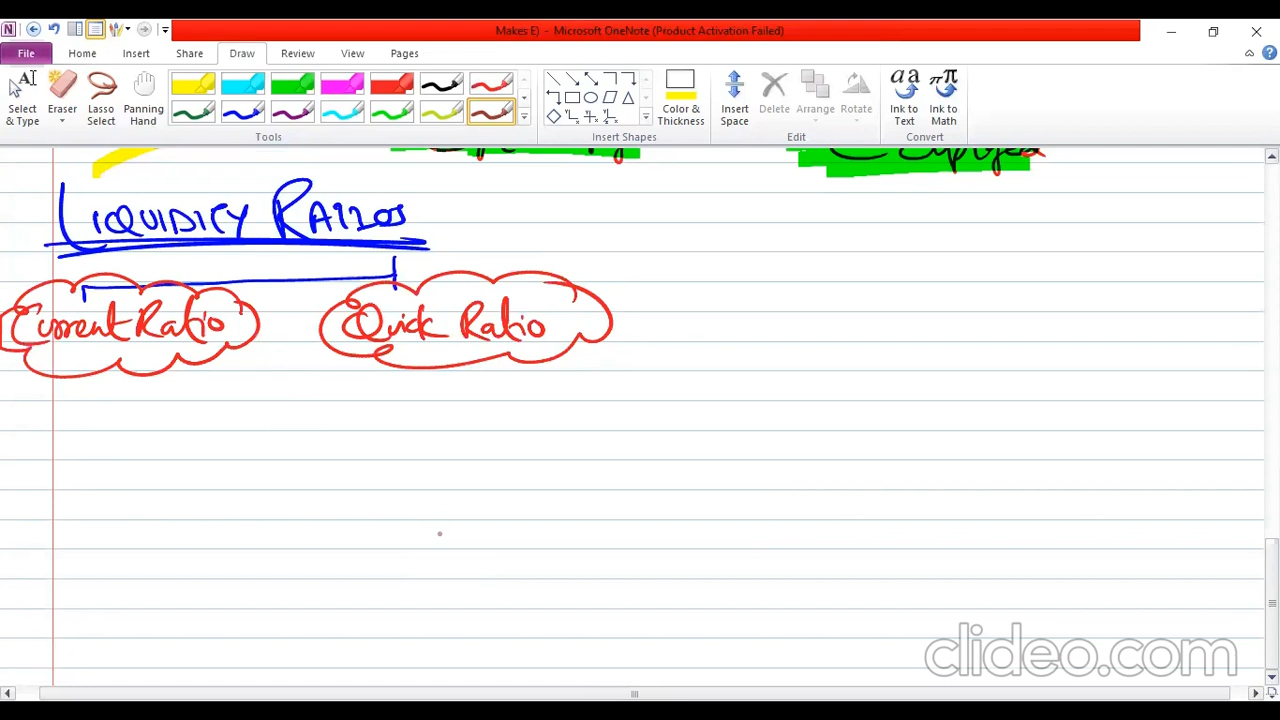 Makes E) - Microsoft OneNote (Product Activation Failed)
File Home Insert Share Draw Review View Pages
Select & Type
Eraser
Lasso Select
Panning Hand
Color & Thickness
Insert Space
Delete
Arrange
Rotate
Ink to Text
Ink to Math
Tools
Insert Shapes
Edit
Convert
Employed
LIQUIDITY RATIOS
Current Ratio
Quick Ratio
clideo.com